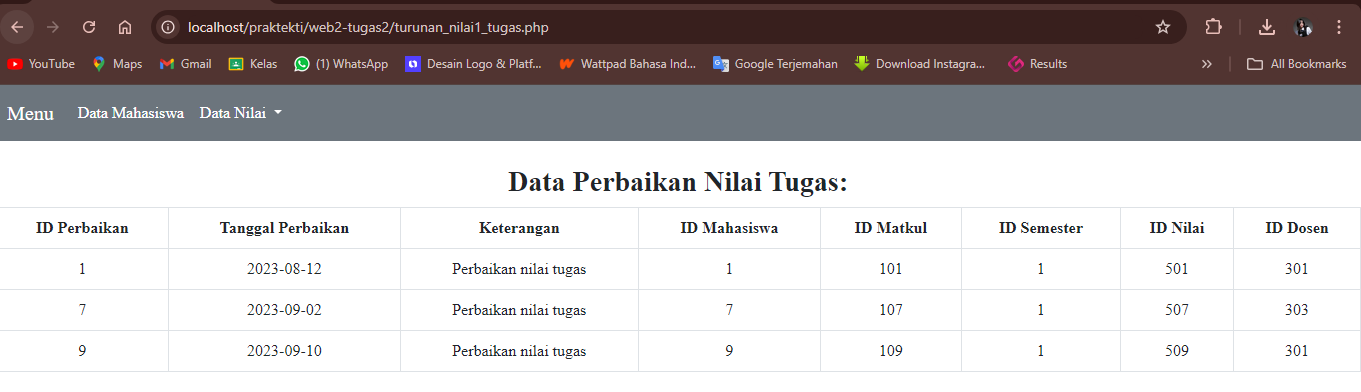 localhost/praktekti/web2-tugas2/turunan_nilai1_tugas.php
YouTube Maps Gmail Kelas (1) WhatsApp Desain Logo & Platf... Wattpad Bahasa Ind... Google Terjemahan Download Instagra... Results » All Bookmarks
Menu Data Mahasiswa Data Nilai
Data Perbaikan Nilai Tugas:
ID Perbaikan Tanggal Perbaikan Keterangan ID Mahasiswa ID Matkul ID Semester ID Nilai ID Dosen
1 2023-08-12 Perbaikan nilai tugas 1 101 1 501 301
7 2023-09-02 Perbaikan nilai tugas 7 107 1 507 303
9 2023-09-10 Perbaikan nilai tugas 9 109 1 509 301